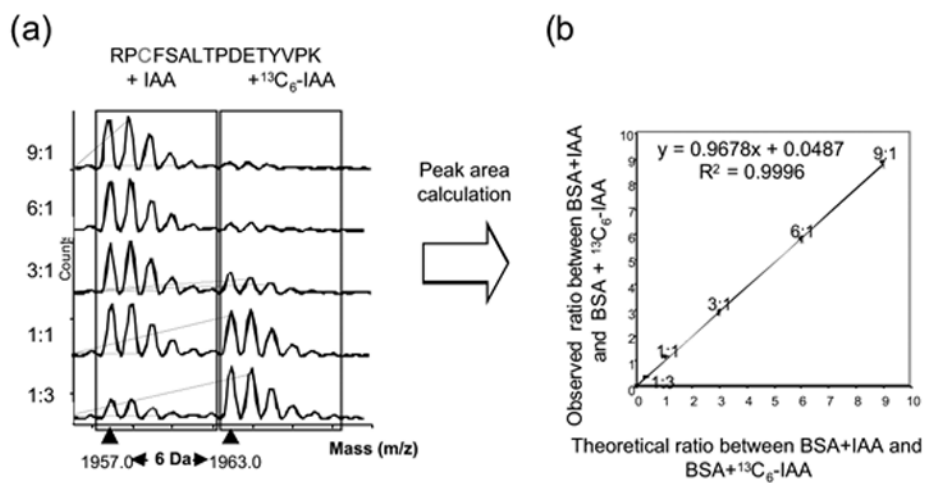 (a)
RPCFSALTPDETYVPK
+ IAA
+¹³C₆-IAA
9:1
6:1
3:1
1:1
1:3
Counts
Mass (m/z)
1957.0
6 Da
1963.0
Peak area
calculation
(b)
y = 0.9678x + 0.0487
R² = 0.9996
9:1
6:1
3:1
1:1
1:3
10
9
8
7
6
5
4
3
2
1
0
0 1 2 3 4 5 6 7 8 9 10
Observed ratio between BSA+IAA
and BSA + ¹³C₆-IAA
Theoretical ratio between BSA+IAA and
BSA+¹³C₆-IAA